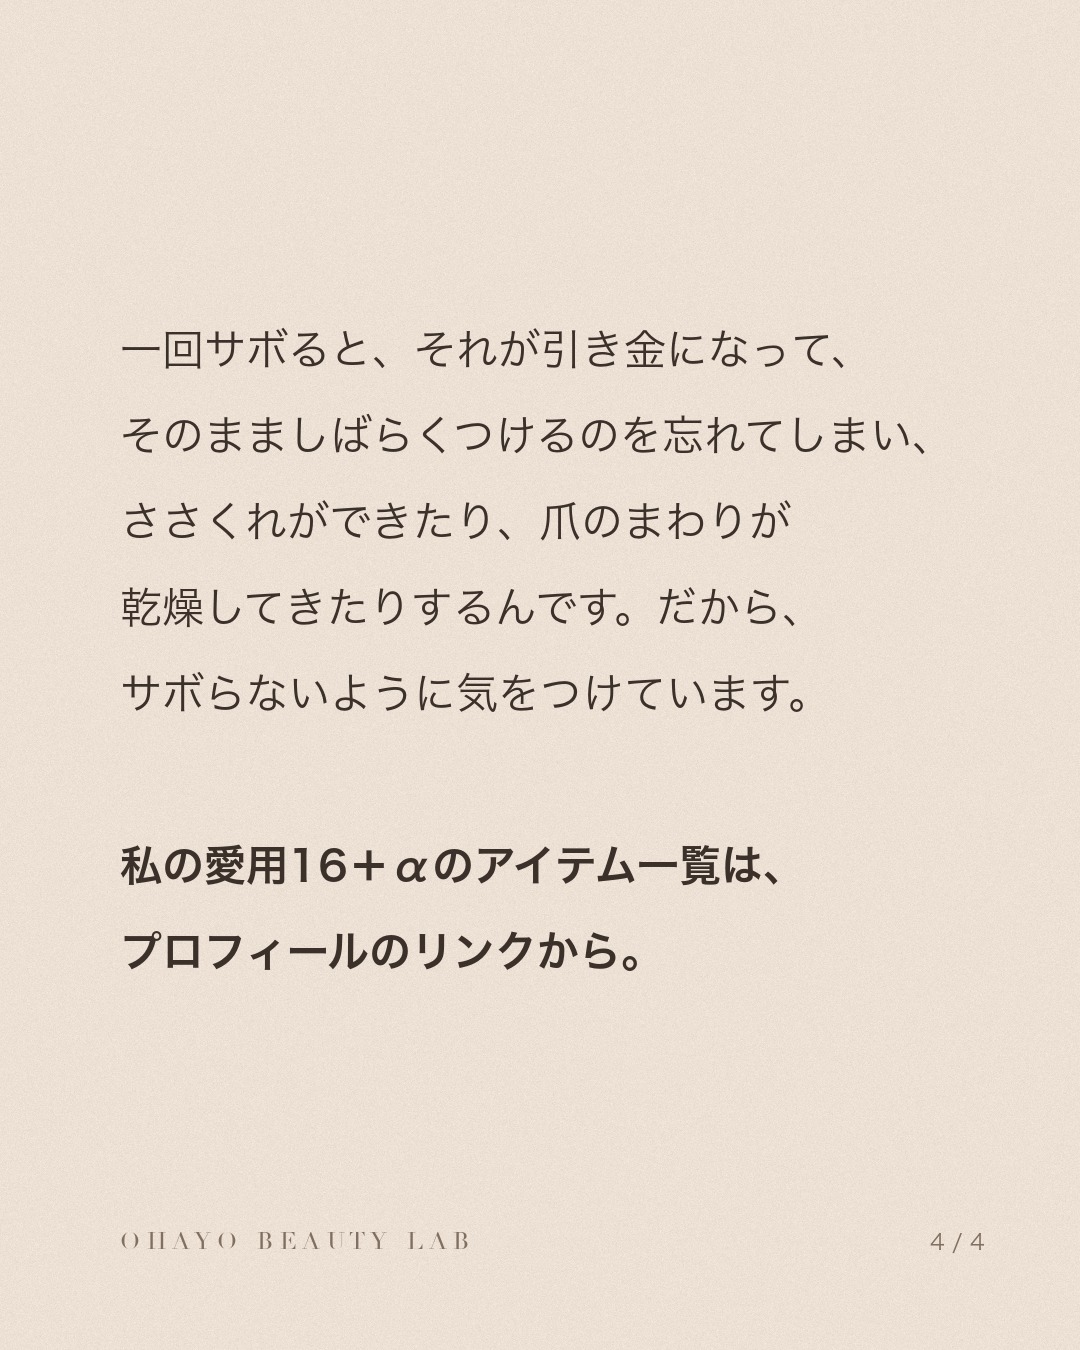 一回サボると、それが引き金になって、
そのまましばらくつけるのを忘れてしまい、
ささくれができたり、爪のまわりが
乾燥してきたりするんです。だから、
サボらないように気をつけています。
私の愛用16＋αのアイテム一覧は、
プロフィールのリンクから。
OHAYO BEAUTY LAB
4 / 4